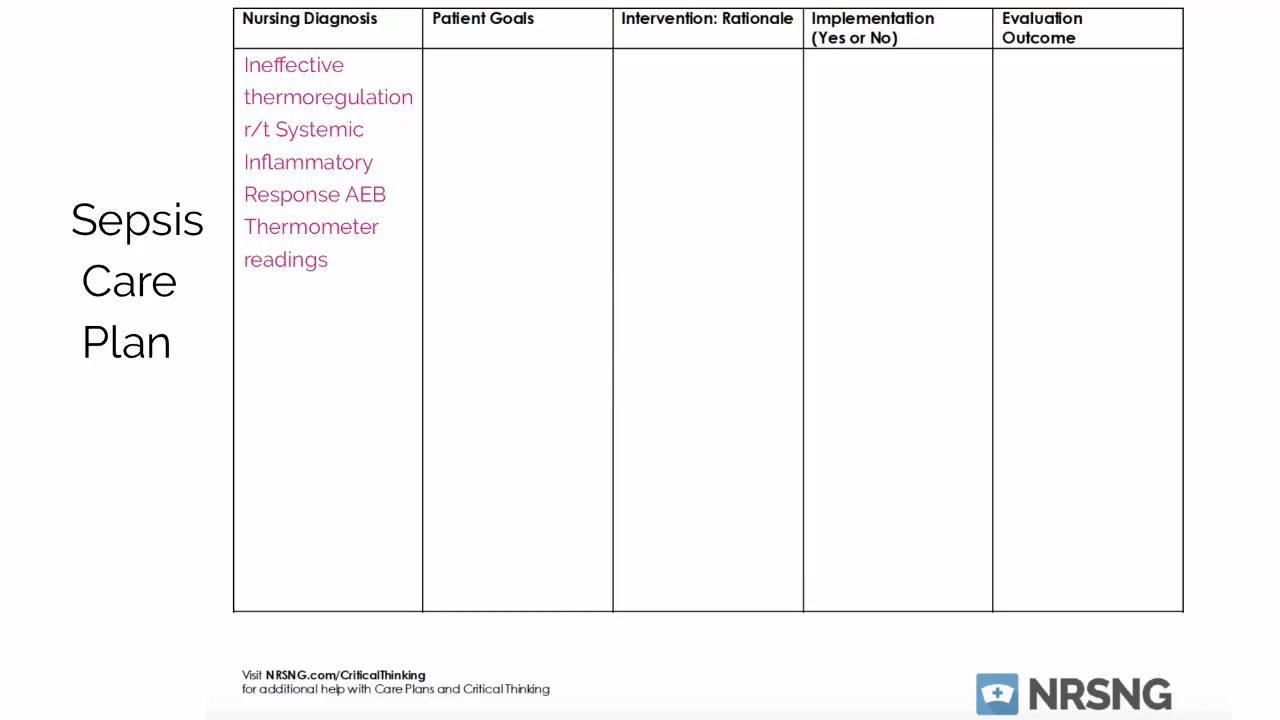 Nursing Diagnosis
Patient Goals
Intervention: Rationale
Implementation
(Yes or No)
Evaluation
Outcome
Ineffective
thermoregulation
r/t Systemic
Inflammatory
Response AEB
Thermometer
readings
Sepsis
Care
Plan
Visit NRSNG.com/CriticalThinking
for additional help with Care Plans and Critical Thinking
NRSNG